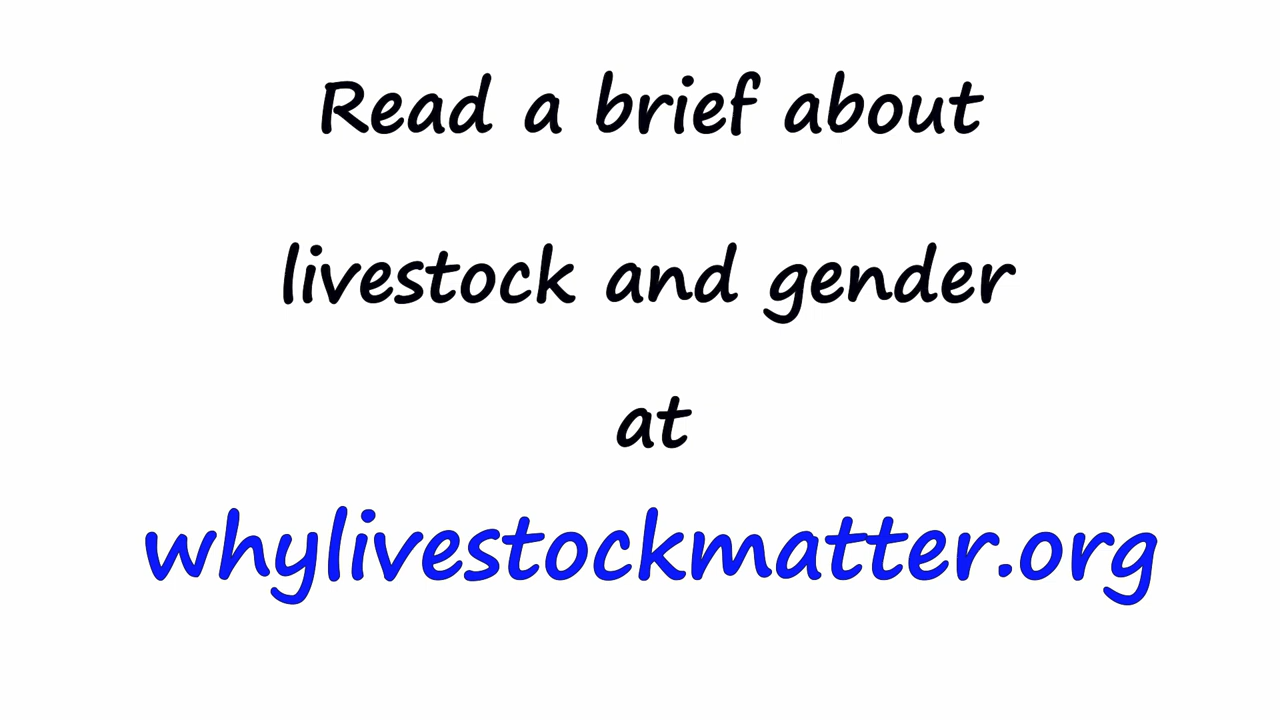 Read a brief about
livestock and gender
at
whylivestockmatter.org